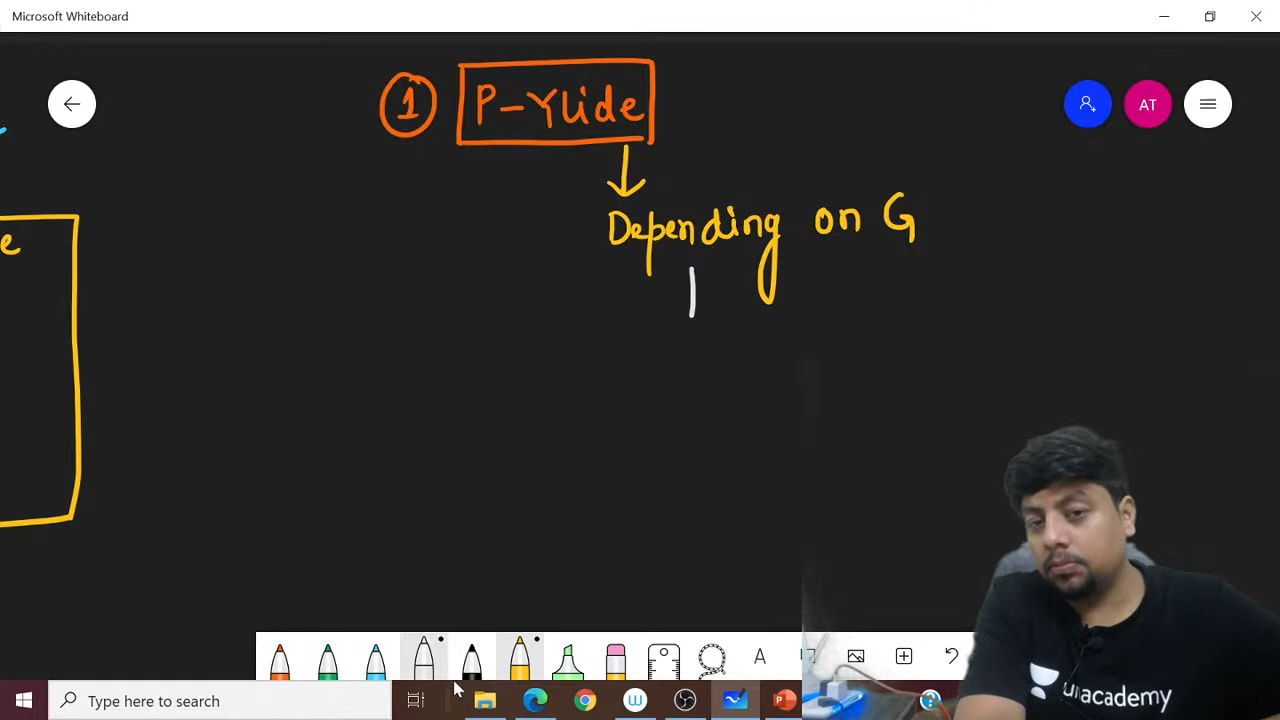 Microsoft Whiteboard
① P-Ylide
AT
Depending on G
e
A
Type here to search
unacademy